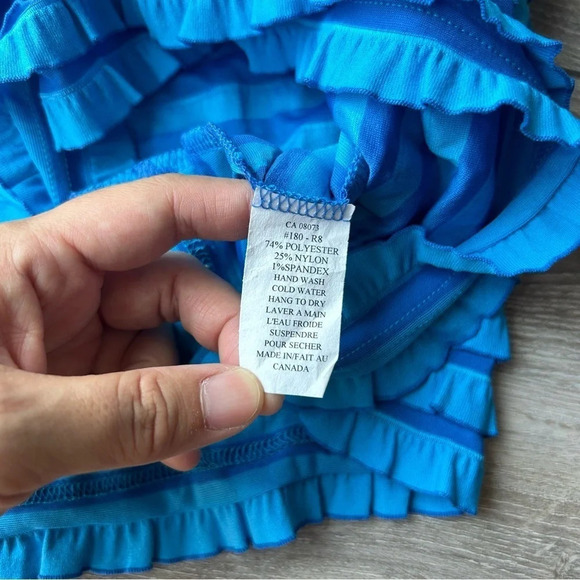 CA 08073
#180 - R8
74% POLYESTER
25% NYLON
1%SPANDEX
HAND WASH
COLD WATER
HANG TO DRY
LAVER A MAIN
L'EAU FROIDE
SUSPENDRE
POUR SECHER
MADE IN/FAIT AU
CANADA